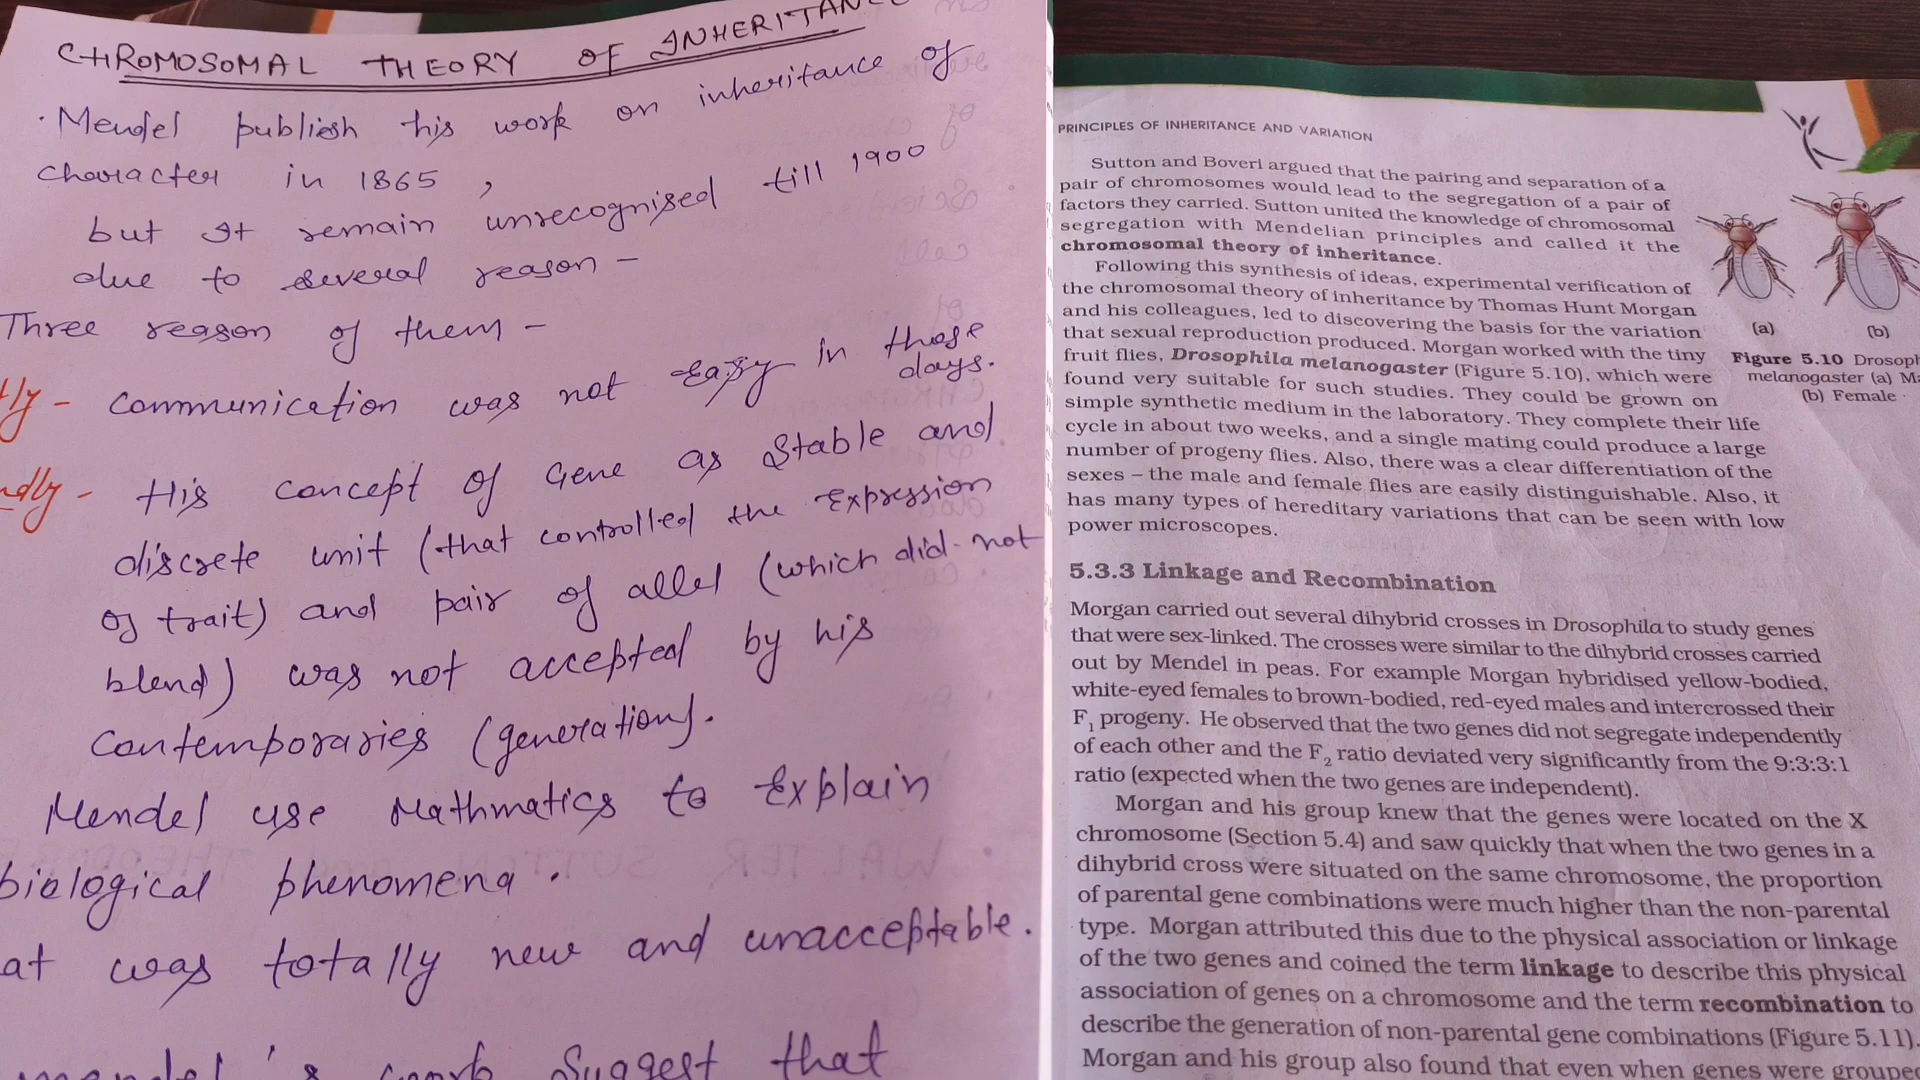 CHROMOSOMAL THEORY OF INHERITANCE
· Mendel publish his work on inheritance of
character in 1865 ,
but It remain unrecognised till 1900
due to several reason -
Three reason of them -
tly - Communication was not easy in those days.
ndly - His concept of Gene as Stable and
discrete unit (that controlled the Expression
of trait) and pair of allel (which did not
blend) was not accepted by his
Contemporaries (generation).
Mendel use Mathmatics to Explain
biological phenomena .
at was totally new and unacceptable.
mendel's work Suggest that
PRINCIPLES OF INHERITANCE AND VARIATION
Sutton and Boveri argued that the pairing and separation of a
pair of chromosomes would lead to the segregation of a pair of
factors they carried. Sutton united the knowledge of chromosomal
segregation with Mendelian principles and called it the
chromosomal theory of inheritance.
Following this synthesis of ideas, experimental verification of
the chromosomal theory of inheritance by Thomas Hunt Morgan
and his colleagues, led to discovering the basis for the variation
that sexual reproduction produced. Morgan worked with the tiny
fruit flies, Drosophila melanogaster (Figure 5.10), which were
found very suitable for such studies. They could be grown on
simple synthetic medium in the laboratory. They complete their life
cycle in about two weeks, and a single mating could produce a large
number of progeny flies. Also, there was a clear differentiation of the
sexes – the male and female flies are easily distinguishable. Also, it
has many types of hereditary variations that can be seen with low
power microscopes.
(a) (b)
Figure 5.10 Drosoph
melanogaster (a) Ma
(b) Female
5.3.3 Linkage and Recombination
Morgan carried out several dihybrid crosses in Drosophila to study genes
that were sex-linked. The crosses were similar to the dihybrid crosses carried
out by Mendel in peas. For example Morgan hybridised yellow-bodied,
white-eyed females to brown-bodied, red-eyed males and intercrossed their
F1 progeny. He observed that the two genes did not segregate independently
of each other and the F2 ratio deviated very significantly from the 9:3:3:1
ratio (expected when the two genes are independent).
Morgan and his group knew that the genes were located on the X
chromosome (Section 5.4) and saw quickly that when the two genes in a
dihybrid cross were situated on the same chromosome, the proportion
of parental gene combinations were much higher than the non-parental
type. Morgan attributed this due to the physical association or linkage
of the two genes and coined the term linkage to describe this physical
association of genes on a chromosome and the term recombination to
describe the generation of non-parental gene combinations (Figure 5.11).
Morgan and his group also found that even when genes were grouped